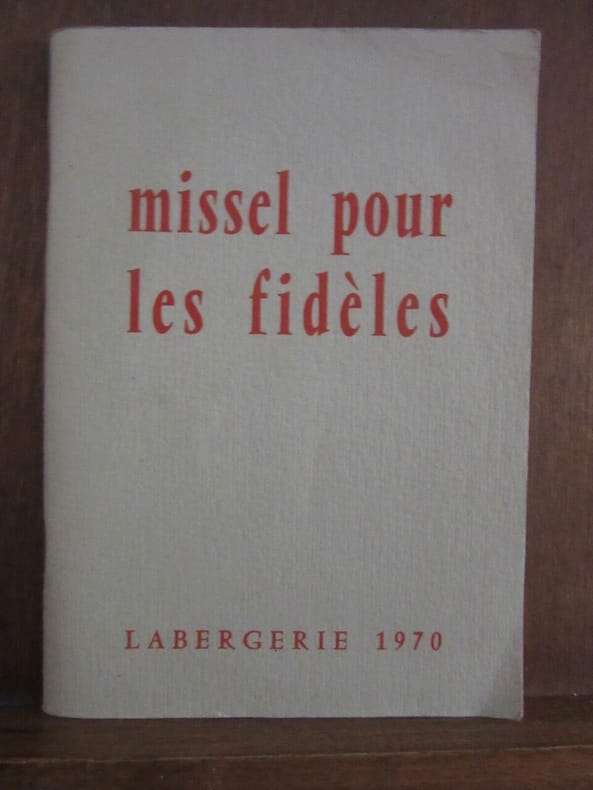 missel pour
les fidèles
LABERGERIE 1970